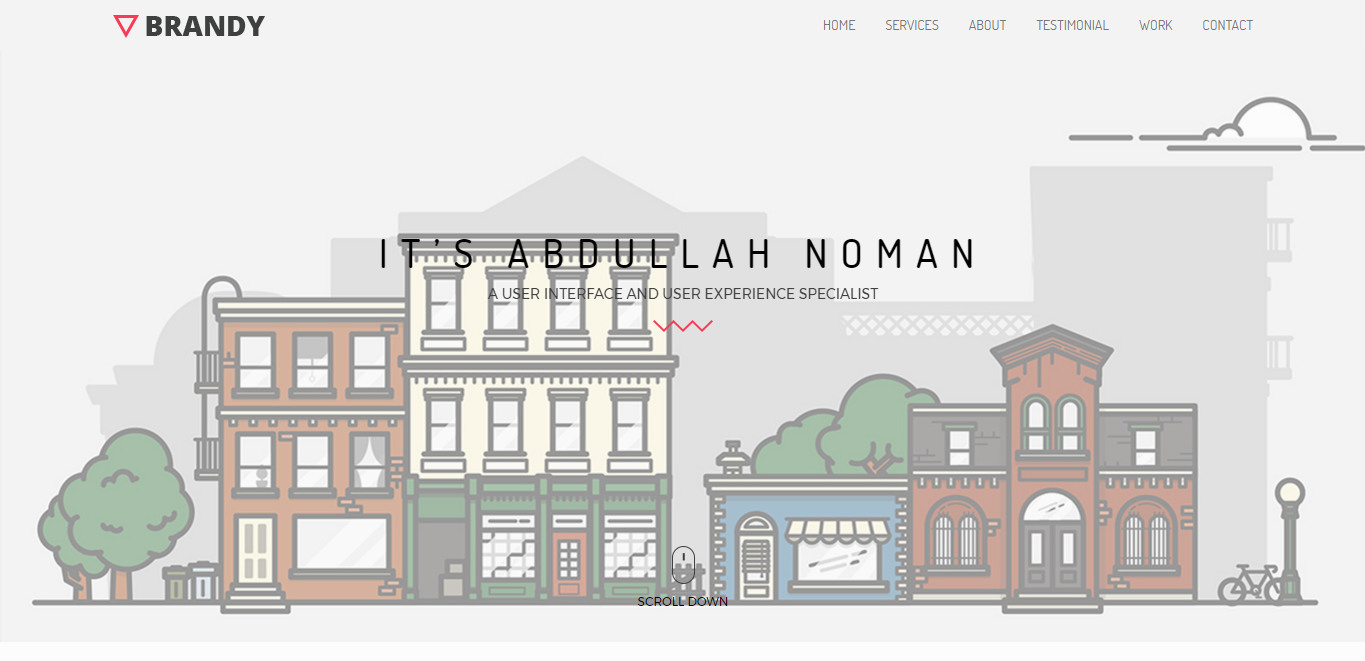 BRANDY
HOME SERVICES ABOUT TESTIMONIAL WORK CONTACT
IT'S ABDULLAH NOMAN
A USER INTERFACE AND USER EXPERIENCE SPECIALIST
SCROLL DOWN